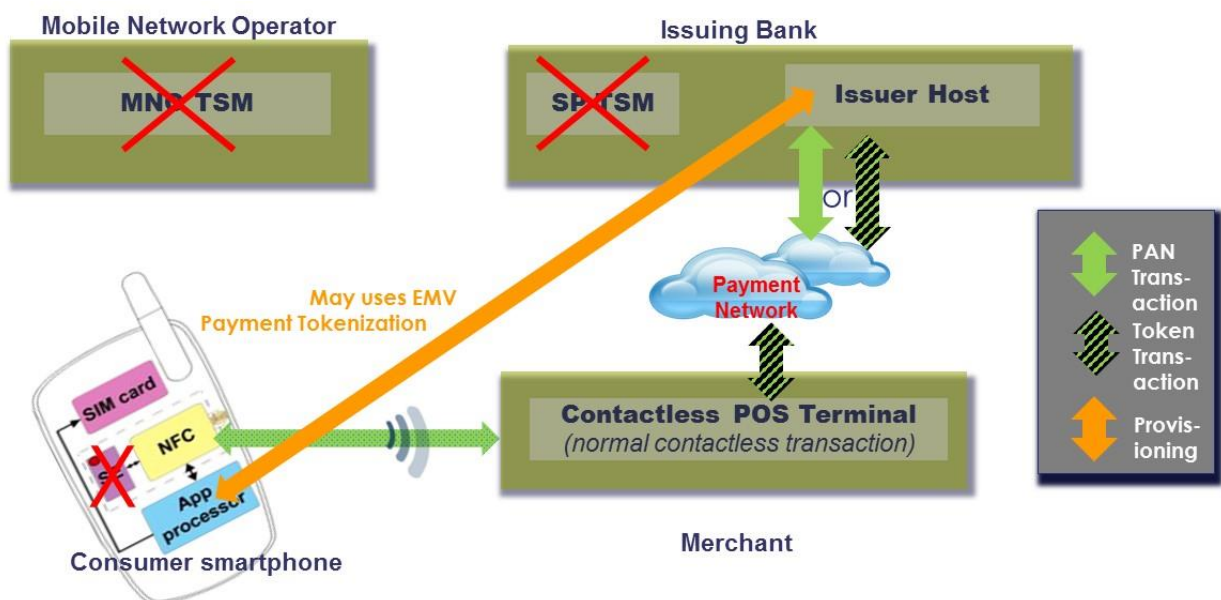 Mobile Network Operator
Issuing Bank
MNO TSM
SP TSM
Issuer Host
or
Payment
Network
May uses EMV
Payment Tokenization
SIM card
NFC
SE
App
processor
Consumer smartphone
Contactless POS Terminal
(normal contactless transaction)
Merchant
PAN
Trans-
action
Token
Trans-
action
Provis-
ioning